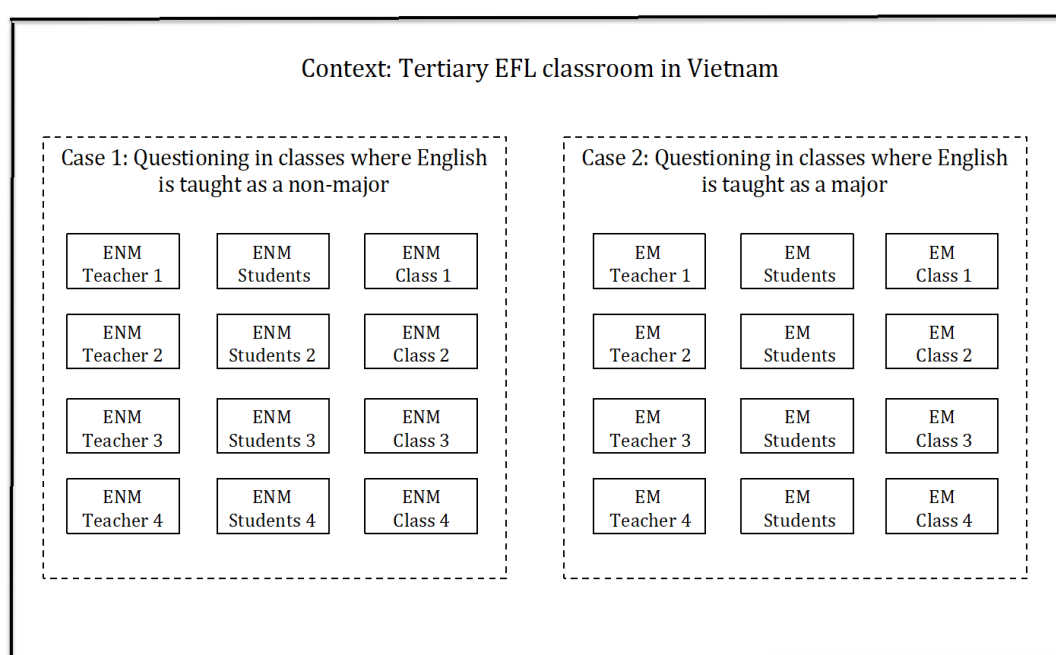 Context: Tertiary EFL classroom in Vietnam
Case 1: Questioning in classes where English
is taught as a non-major
ENM
Teacher 1
ENM
Students
ENM
Class 1
ENM
Teacher 2
ENM
Students 2
ENM
Class 2
ENM
Teacher 3
ENM
Students 3
ENM
Class 3
ENM
Teacher 4
ENM
Students 4
ENM
Class 4
Case 2: Questioning in classes where English
is taught as a major
EM
Teacher 1
EM
Students
EM
Class 1
EM
Teacher 2
EM
Students
EM
Class 2
EM
Teacher 3
EM
Students
EM
Class 3
EM
Teacher 4
EM
Students
EM
Class 4